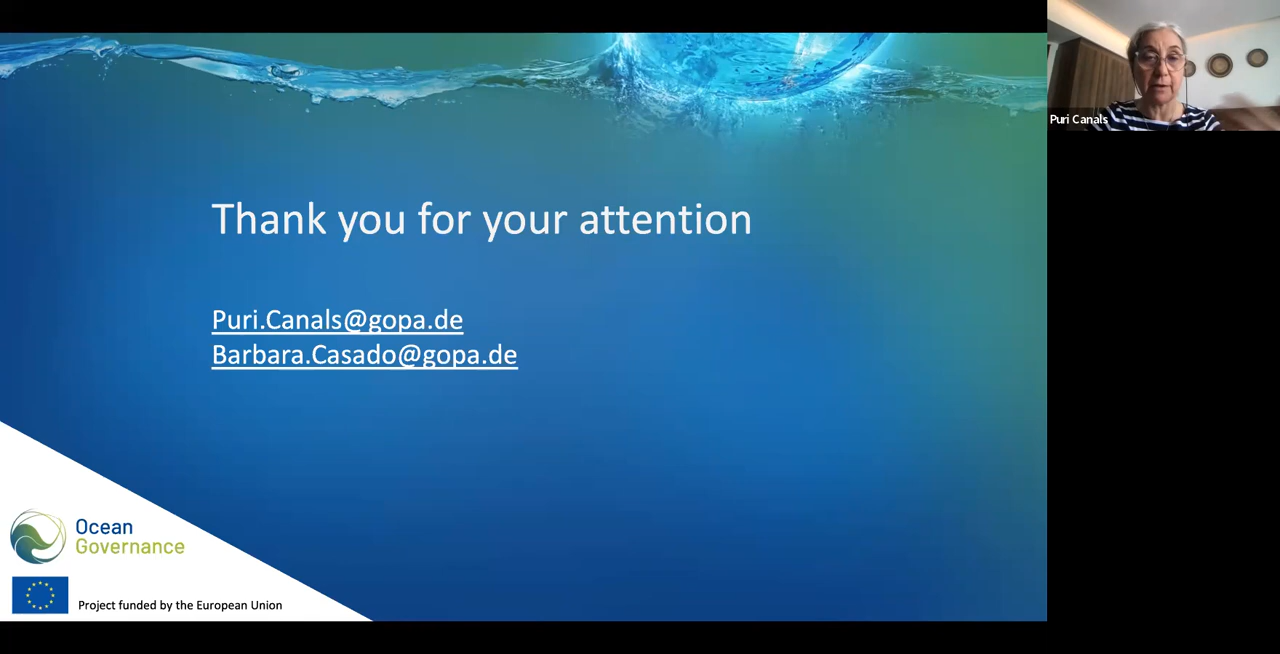 Thank you for your attention
Puri.Canals@gopa.de
Barbara.Casado@gopa.de
Ocean
Governance
Project funded by the European Union
Puri Canals